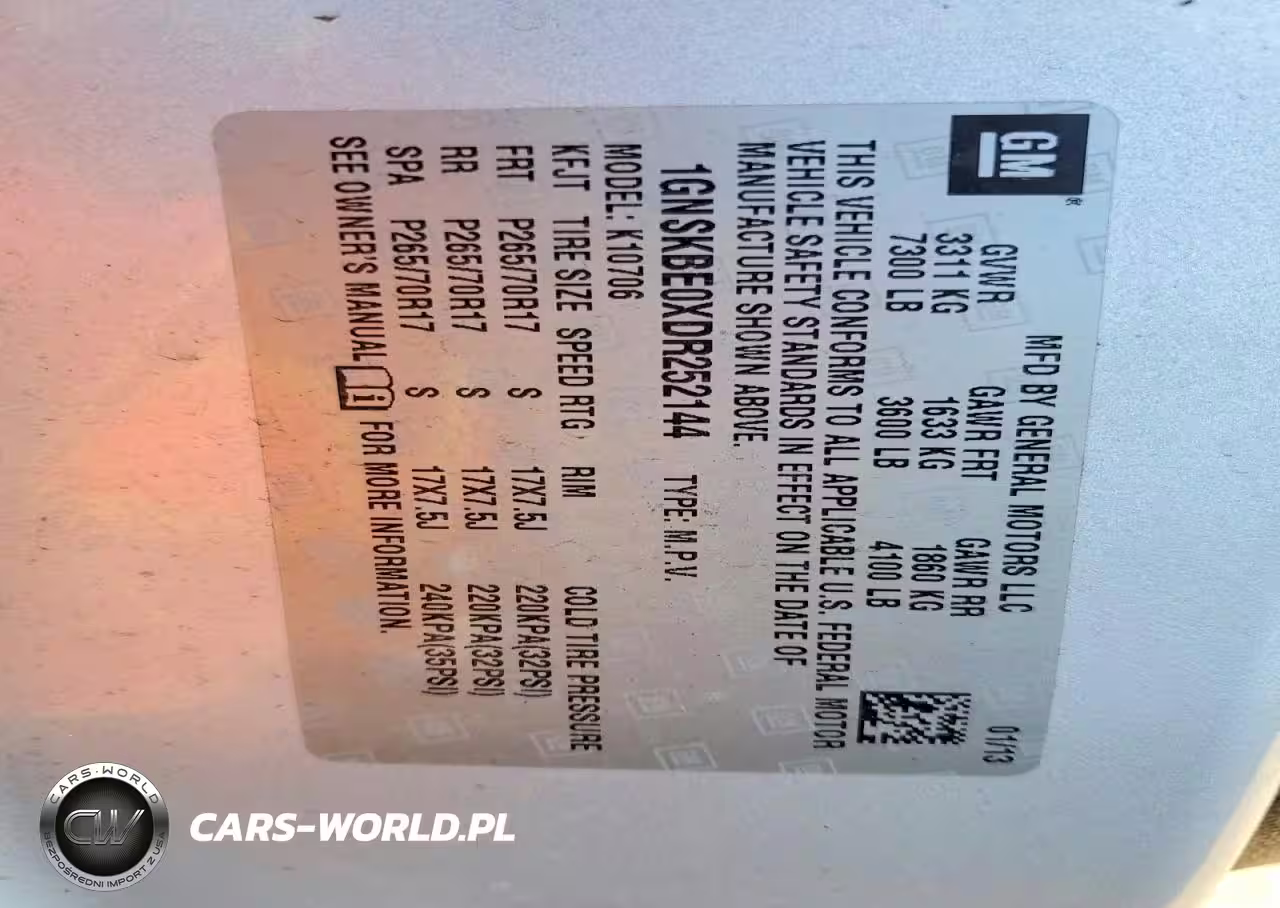 GM
MFD BY GENERAL MOTORS LLC 01/13
GVWR GAWR FRT GAWR RR
3311 KG 1633 KG 1860 KG
7300 LB 3600 LB 4100 LB
THIS VEHICLE CONFORMS TO ALL APPLICABLE U.S. FEDERAL MOTOR
VEHICLE SAFETY STANDARDS IN EFFECT ON THE DATE OF
MANUFACTURE SHOWN ABOVE.
1GNSKBE0XDR252144 TYPE: M.P.V.
MODEL: K10706
KFJT TIRE SIZE SPEED RTG RIM COLD TIRE PRESSURE
FRT P265/70R17 S 17X7.5J 220KPA(32PSI)
RR P265/70R17 S 17X7.5J 220KPA(32PSI)
SPA P265/70R17 S 17X7.5J 240KPA(35PSI)
SEE OWNER'S MANUAL FOR MORE INFORMATION.
CARS-WORLD
CW
BEZPOŚREDNI IMPORT Z USA
CARS-WORLD.PL